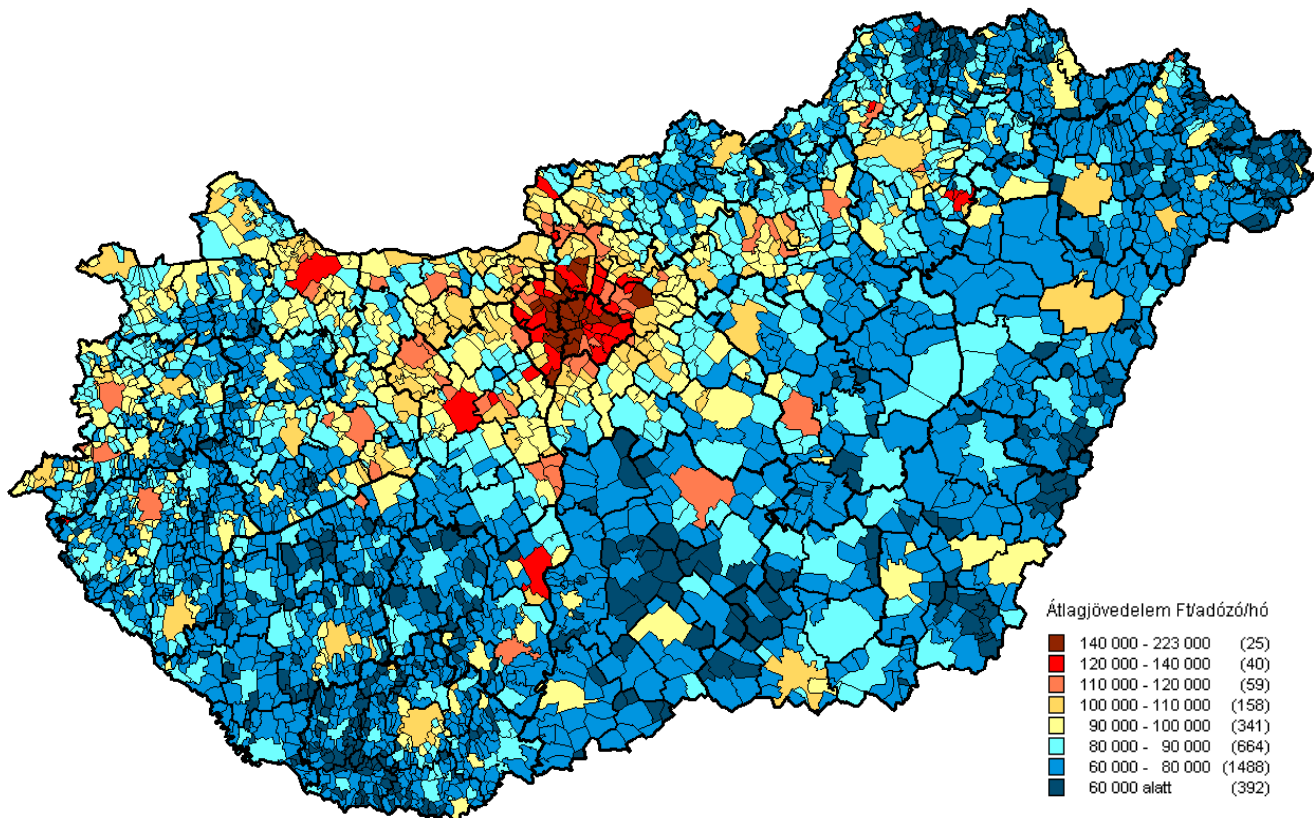 Átlagjövedelem Ft/adózó/hó
140 000 - 223 000 (25)
120 000 - 140 000 (40)
110 000 - 120 000 (59)
100 000 - 110 000 (158)
90 000 - 100 000 (341)
80 000 - 90 000 (664)
60 000 - 80 000 (1488)
60 000 alatt (392)